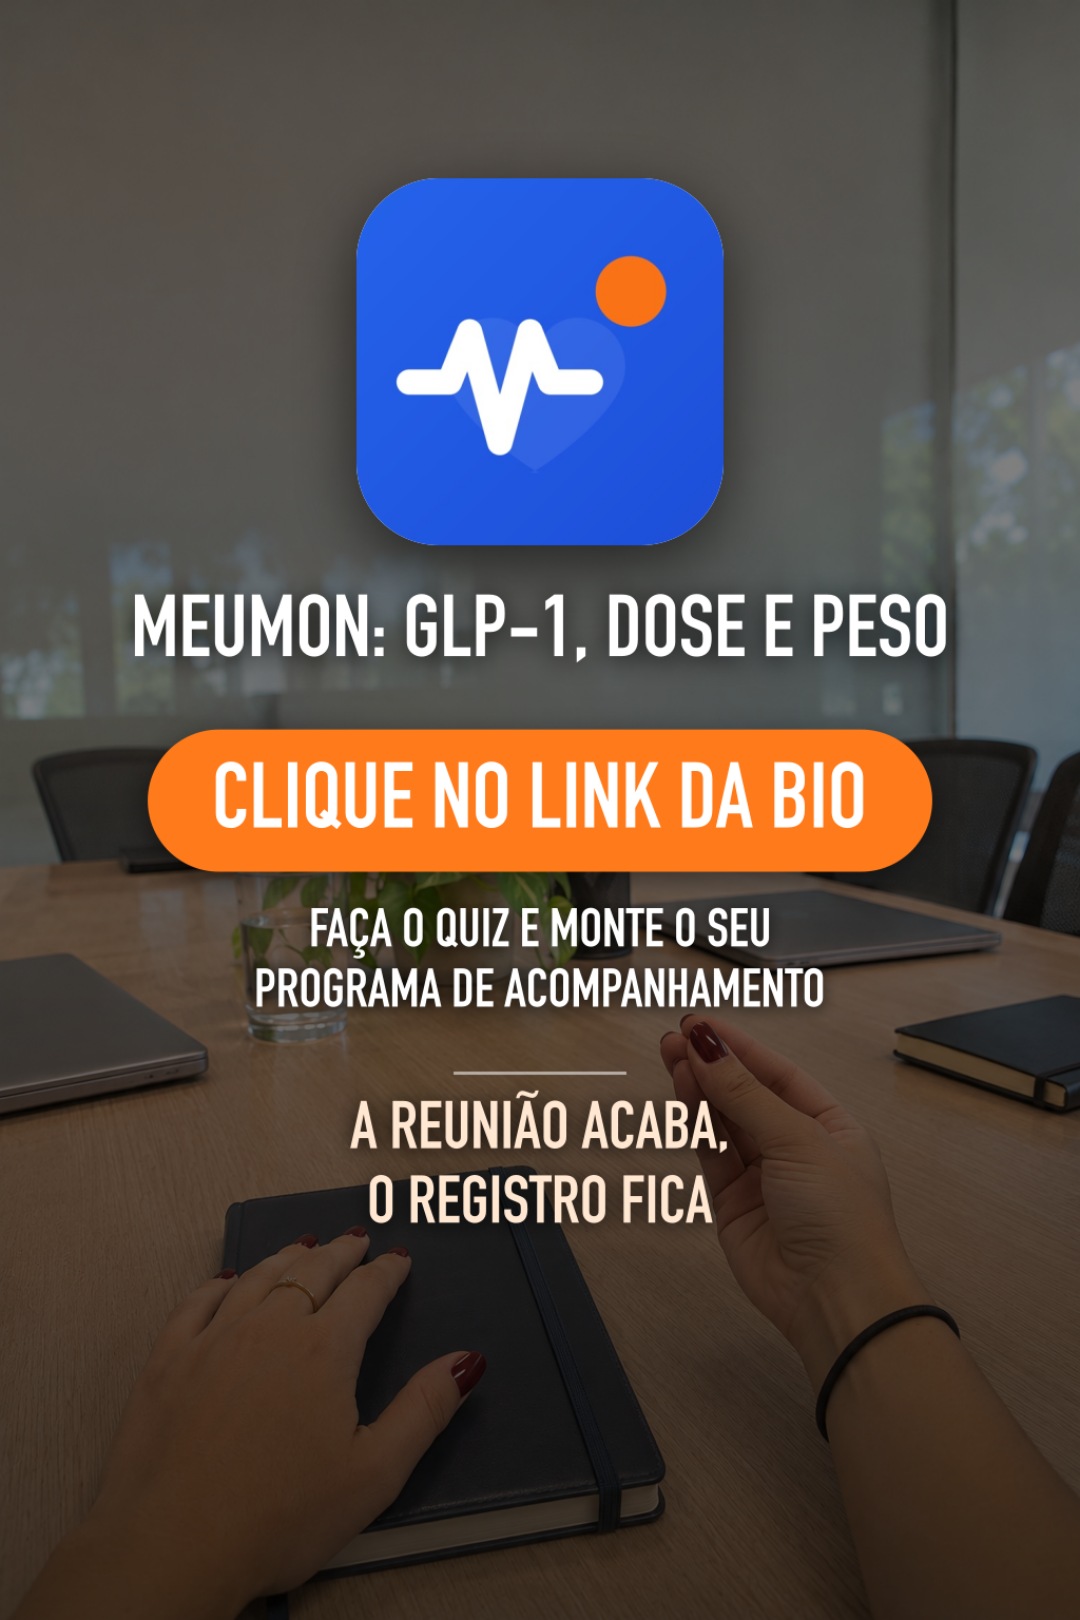 MEUMON: GLP-1, DOSE E PESO
CLIQUE NO LINK DA BIO
FAÇA O QUIZ E MONTE O SEU
PROGRAMA DE ACOMPANHAMENTO
A REUNIÃO ACABA,
O REGISTRO FICA